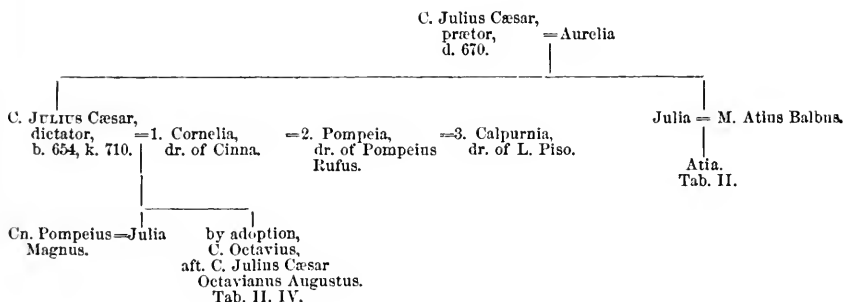 C. Julius Cæsar,
prætor, = Aurelia
d. 670.
C. JULIUS Cæsar,
dictator, =1. Cornelia, =2. Pompeia, =3. Calpurnia,
b. 654, k. 710. dr. of Cinna. dr. of Pompeius dr. of L. Piso.
Rufus.
Julia = M. Atius Balbus.
Atia.
Tab. II.
Cn. Pompeius=Julia
Magnus.
by adoption,
C. Octavius,
aft. C. Julius Cæsar
Octavianus Augustus.
Tab. II. IV.